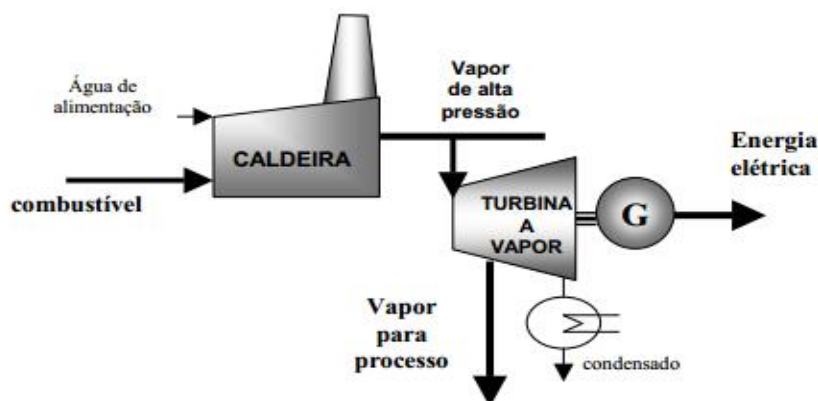 Água de
alimentação
combustível
CALDEIRA
Vapor
de alta
pressão
TURBINA
A
VAPOR
G
Energia
elétrica
Vapor
para
processo
condensado